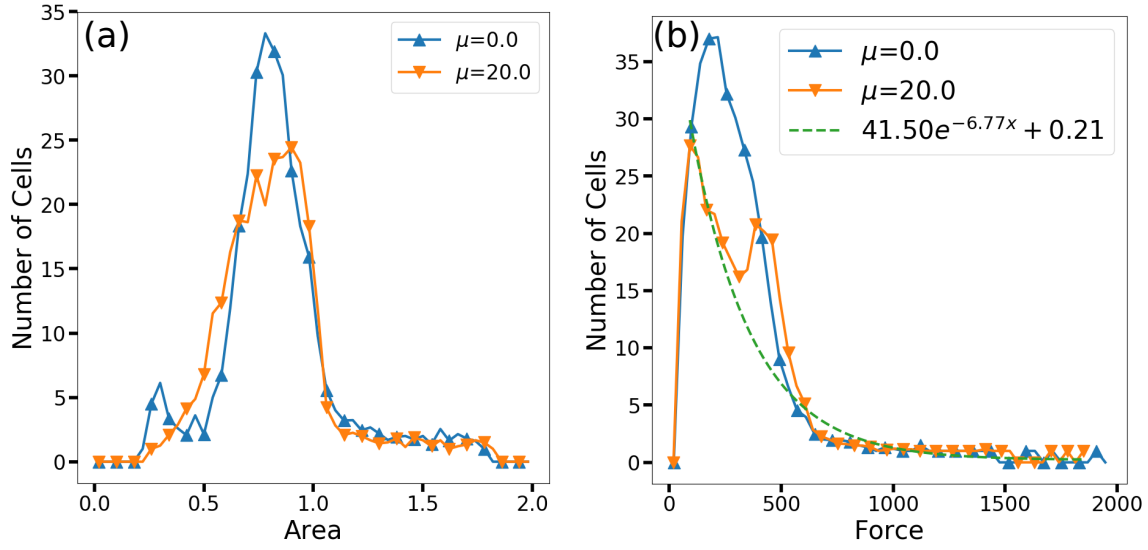 (a)
μ=0.0
μ=20.0
35
30
25
20
15
10
5
0
Number of Cells
0.0 0.5 1.0 1.5 2.0
Area
(b)
μ=0.0
μ=20.0
41.50e^{-6.77x} + 0.21
35
30
25
20
15
10
5
0
Number of Cells
0 500 1000 1500 2000
Force